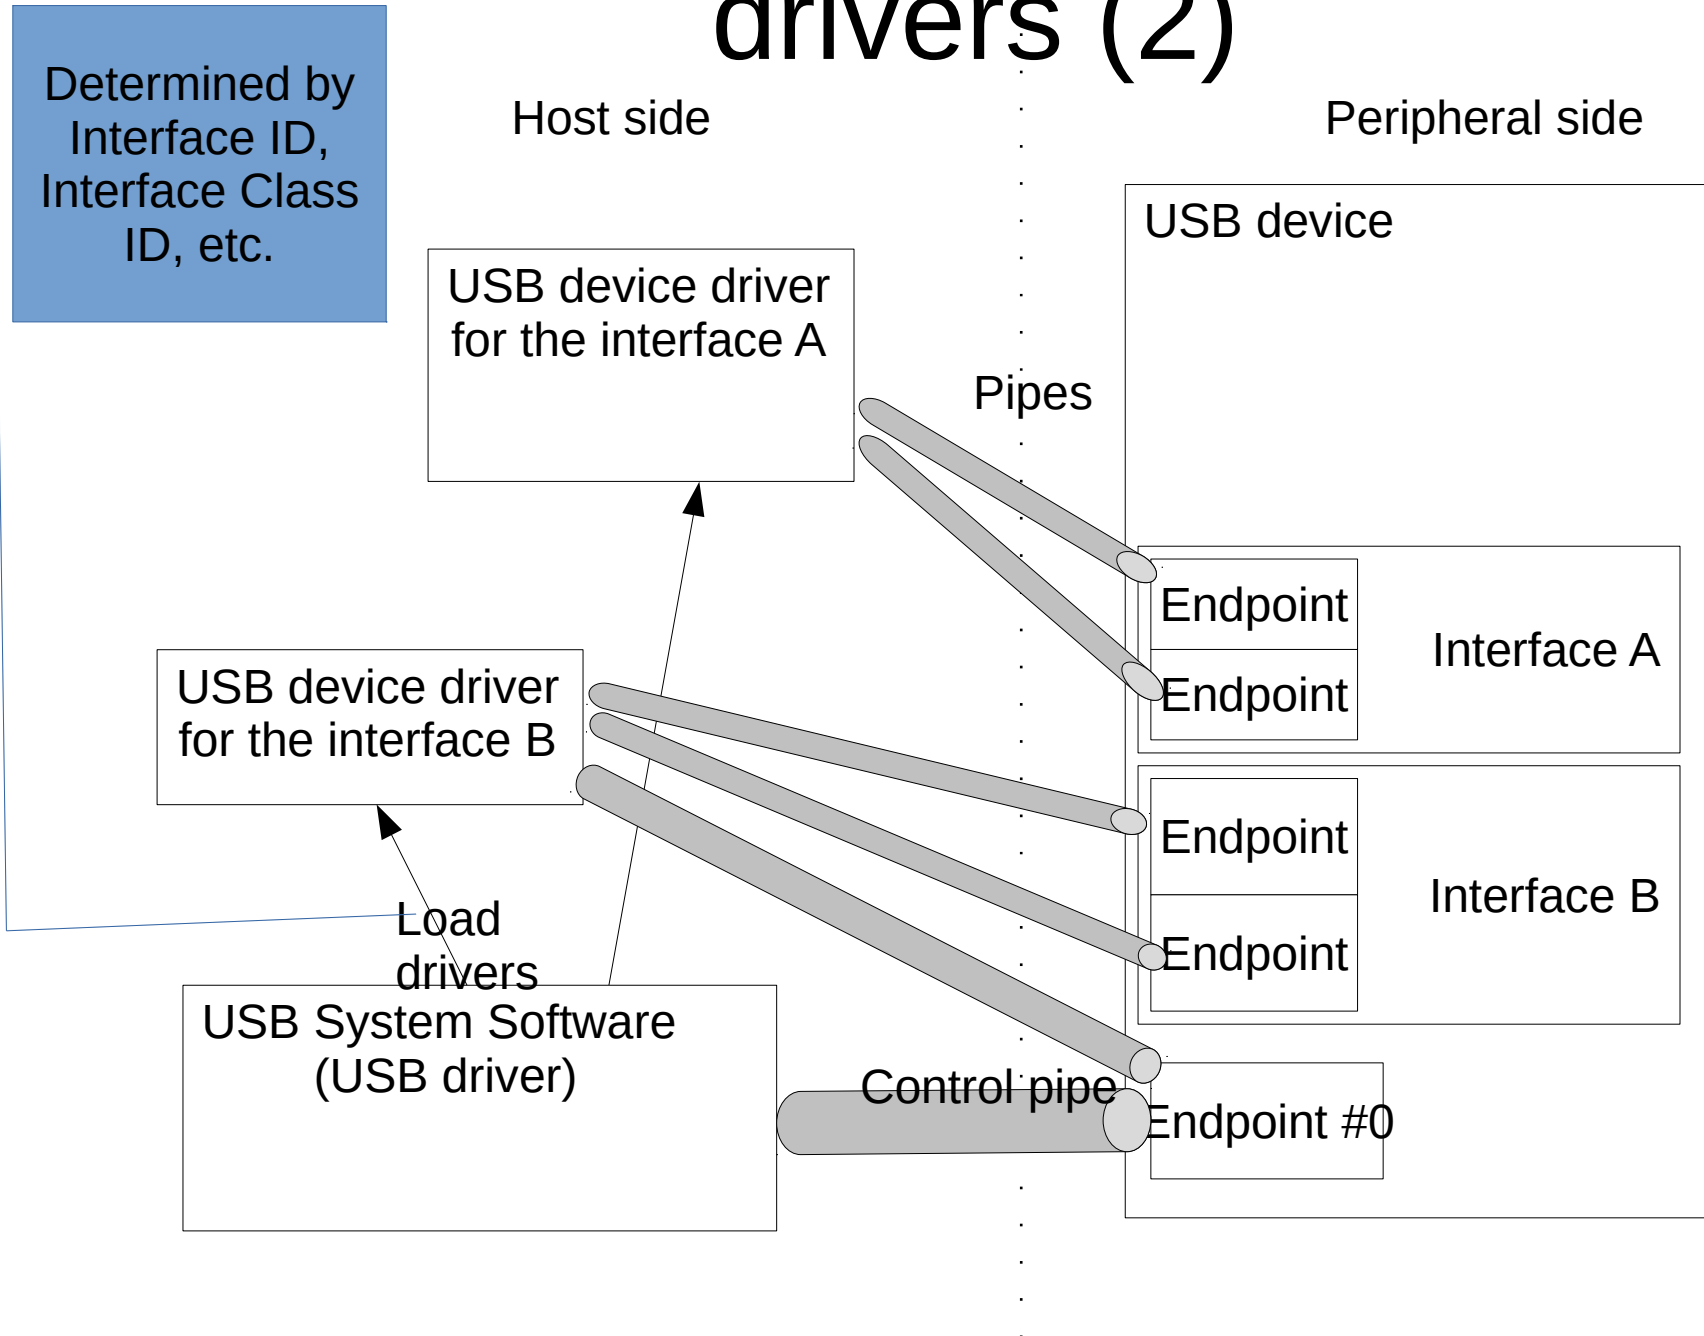 drivers (2)
Determined by
Interface ID,
Interface Class
ID, etc.
Host side
Peripheral side
USB device
USB device driver
for the interface A
Pipes
Endpoint
Endpoint
Interface A
USB device driver
for the interface B
Endpoint
Endpoint
Interface B
Load
drivers
USB System Software
(USB driver)
Control pipe
Endpoint #0